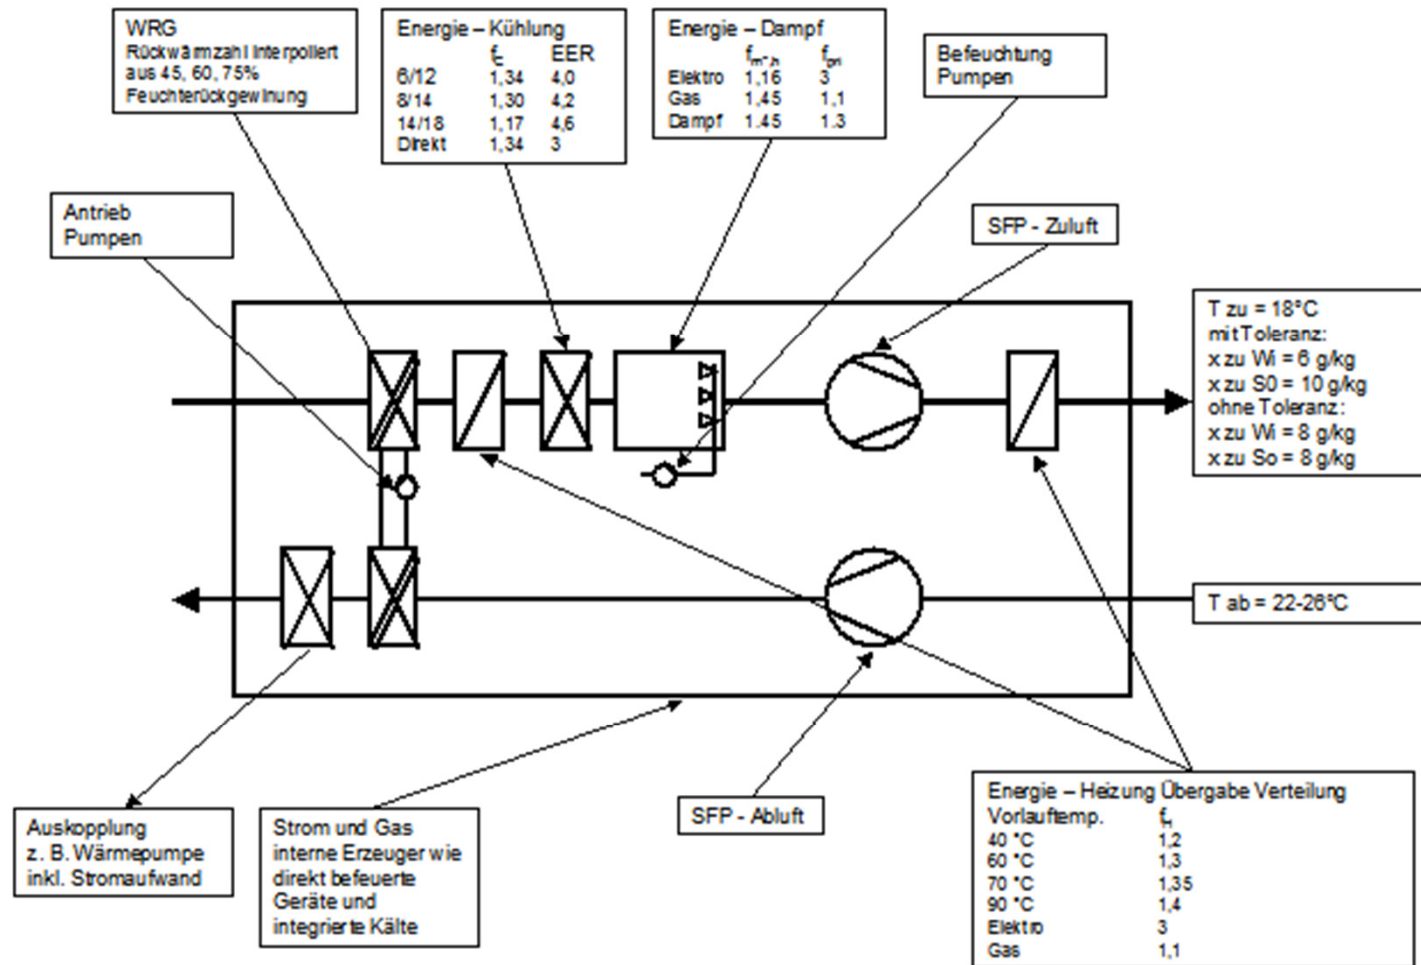 WRG
Rückwärmzahl Interpoliert
aus 45, 60, 75%
Feuchterückgewinung
Energie – Kühlung
f_c EER
6/12 1,34 4,0
8/14 1,30 4,2
14/18 1,17 4,6
Direkt 1,34 3
Energie – Dampf
f_m*,h f_pri
Elektro 1,16 3
Gas 1,45 1,1
Dampf 1.45 1.3
Befeuchtung
Pumpen
Antrieb
Pumpen
SFP - Zuluft
T zu = 18°C
mit Toleranz:
x zu Wi = 6 g/kg
x zu S0 = 10 g/kg
ohne Toleranz:
x zu Wi = 8 g/kg
x zu So = 8 g/kg
T ab = 22-26°C
Auskopplung
z. B. Wärmepumpe
inkl. Stromaufwand
Strom und Gas
interne Erzeuger wie
direkt befeuerte
Geräte und
integrierte Kälte
SFP - Abluft
Energie – Heizung Übergabe Verteilung
Vorlauftemp. f_H
40 °C 1,2
60 °C 1,3
70 °C 1,35
90 °C 1,4
Elektro 3
Gas 1,1